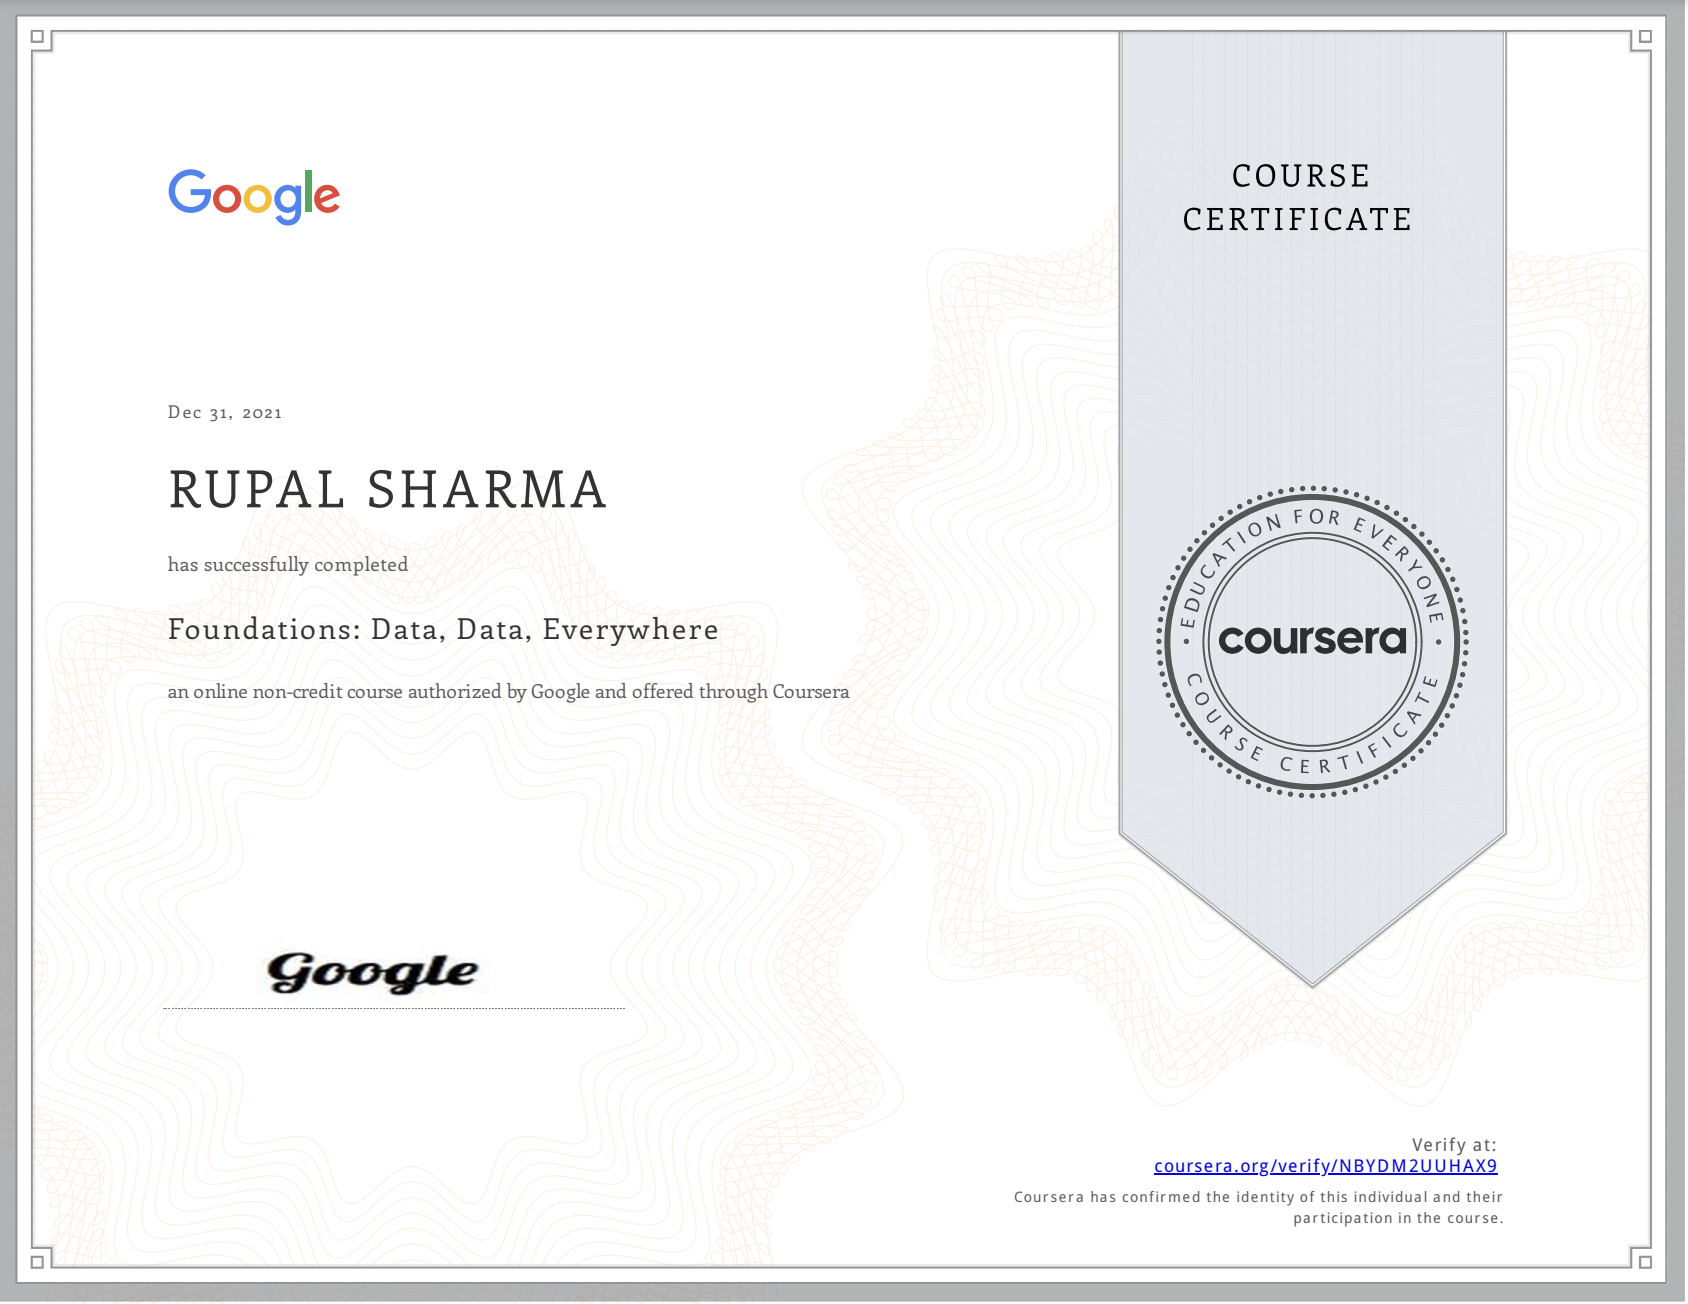 Google
COURSE
CERTIFICATE
Dec 31, 2021
RUPAL SHARMA
has successfully completed
Foundations: Data, Data, Everywhere
an online non-credit course authorized by Google and offered through Coursera
EDUCATION FOR EVERYONE
coursera
COURSE CERTIFICATE
Google
Verify at:
coursera.org/verify/NBYDM2UUHAX9
Coursera has confirmed the identity of this individual and their
participation in the course.